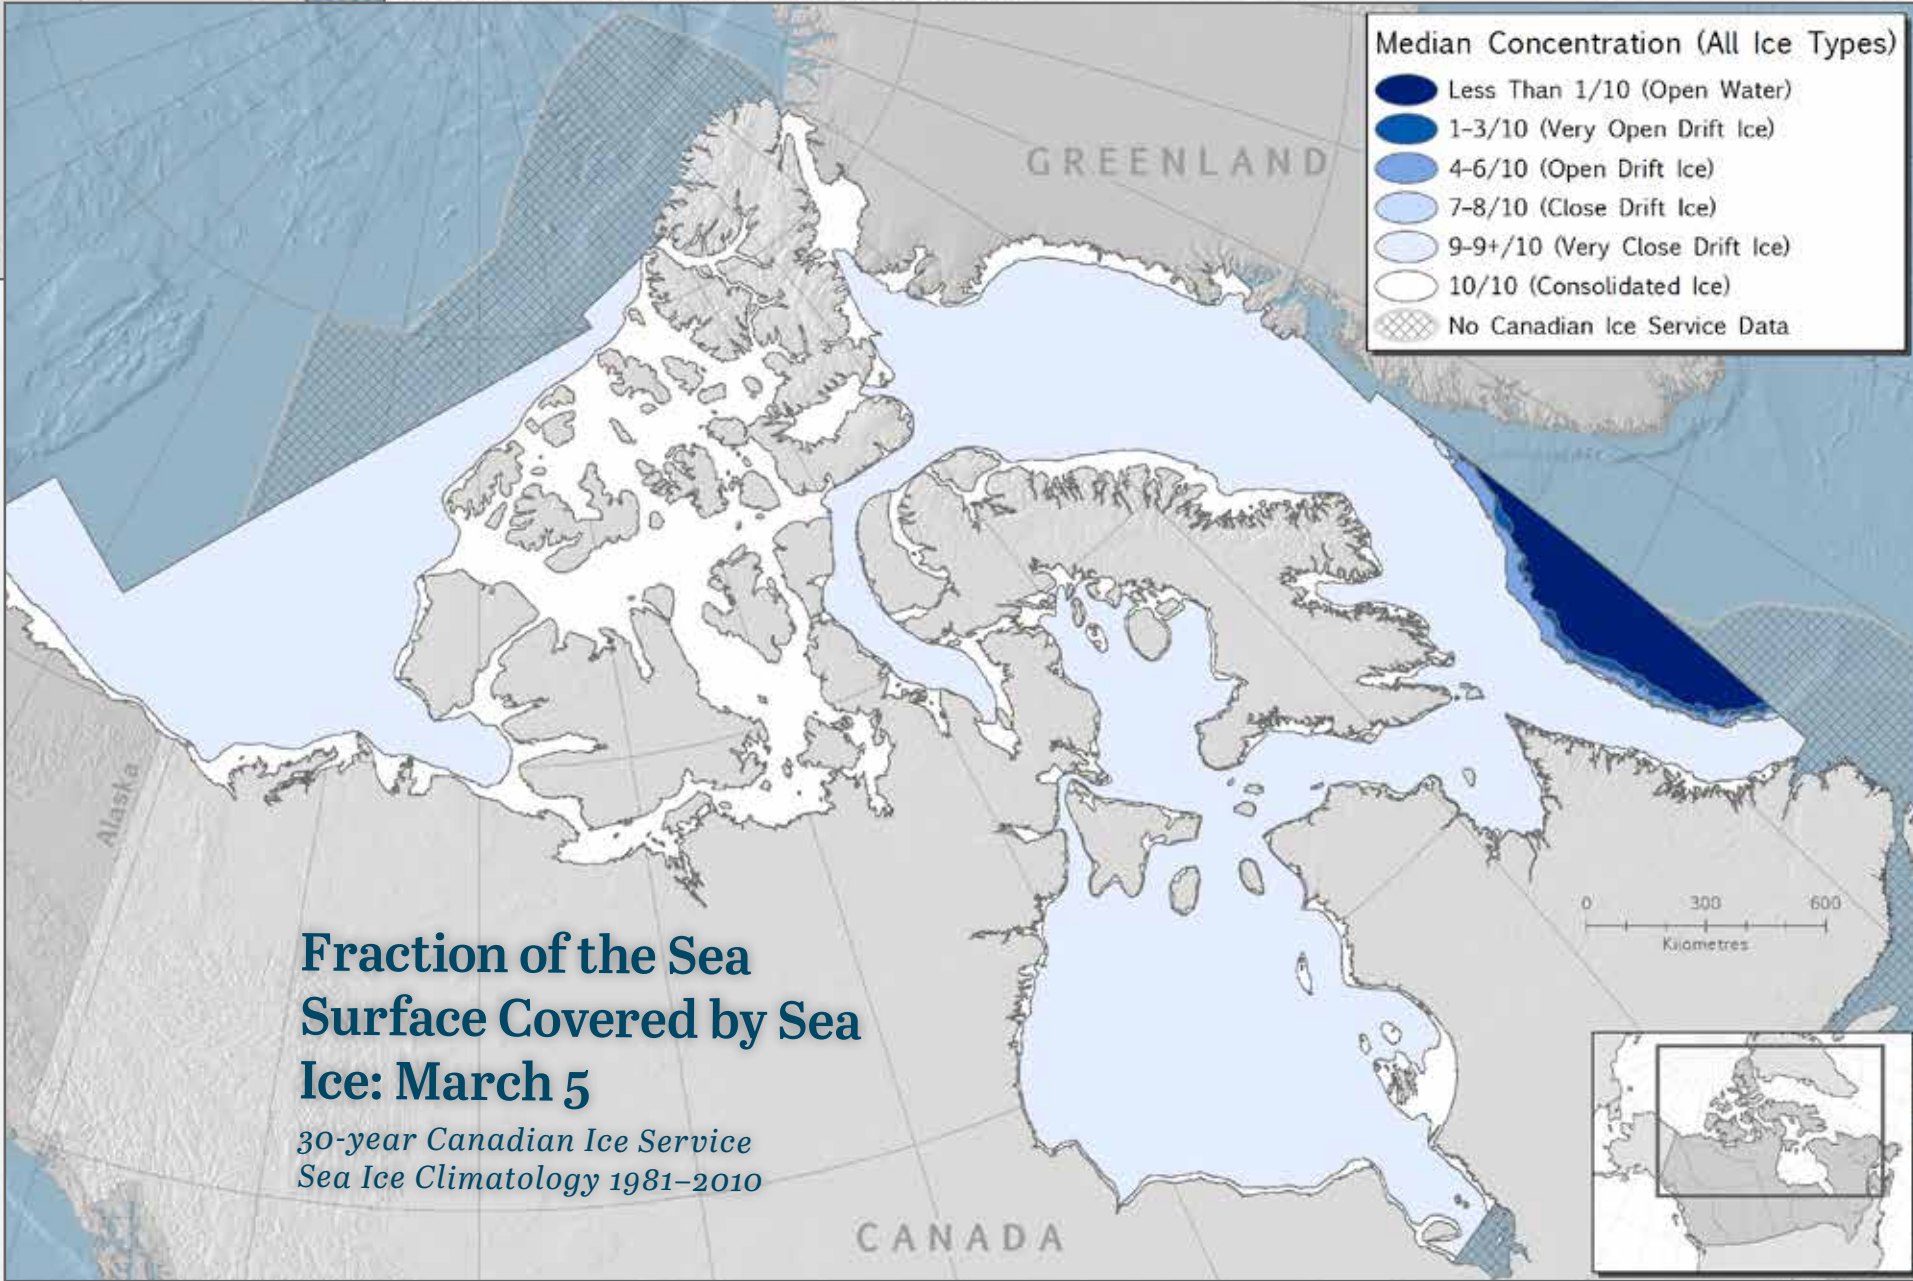 Median Concentration (All Ice Types)
Less Than 1/10 (Open Water)
1-3/10 (Very Open Drift Ice)
4-6/10 (Open Drift Ice)
7-8/10 (Close Drift Ice)
9-9+/10 (Very Close Drift Ice)
10/10 (Consolidated Ice)
No Canadian Ice Service Data
GREENLAND
Alaska
0 300 600
Kilometres
Fraction of the Sea
Surface Covered by Sea
Ice: March 5
30-year Canadian Ice Service
Sea Ice Climatology 1981–2010
CANADA